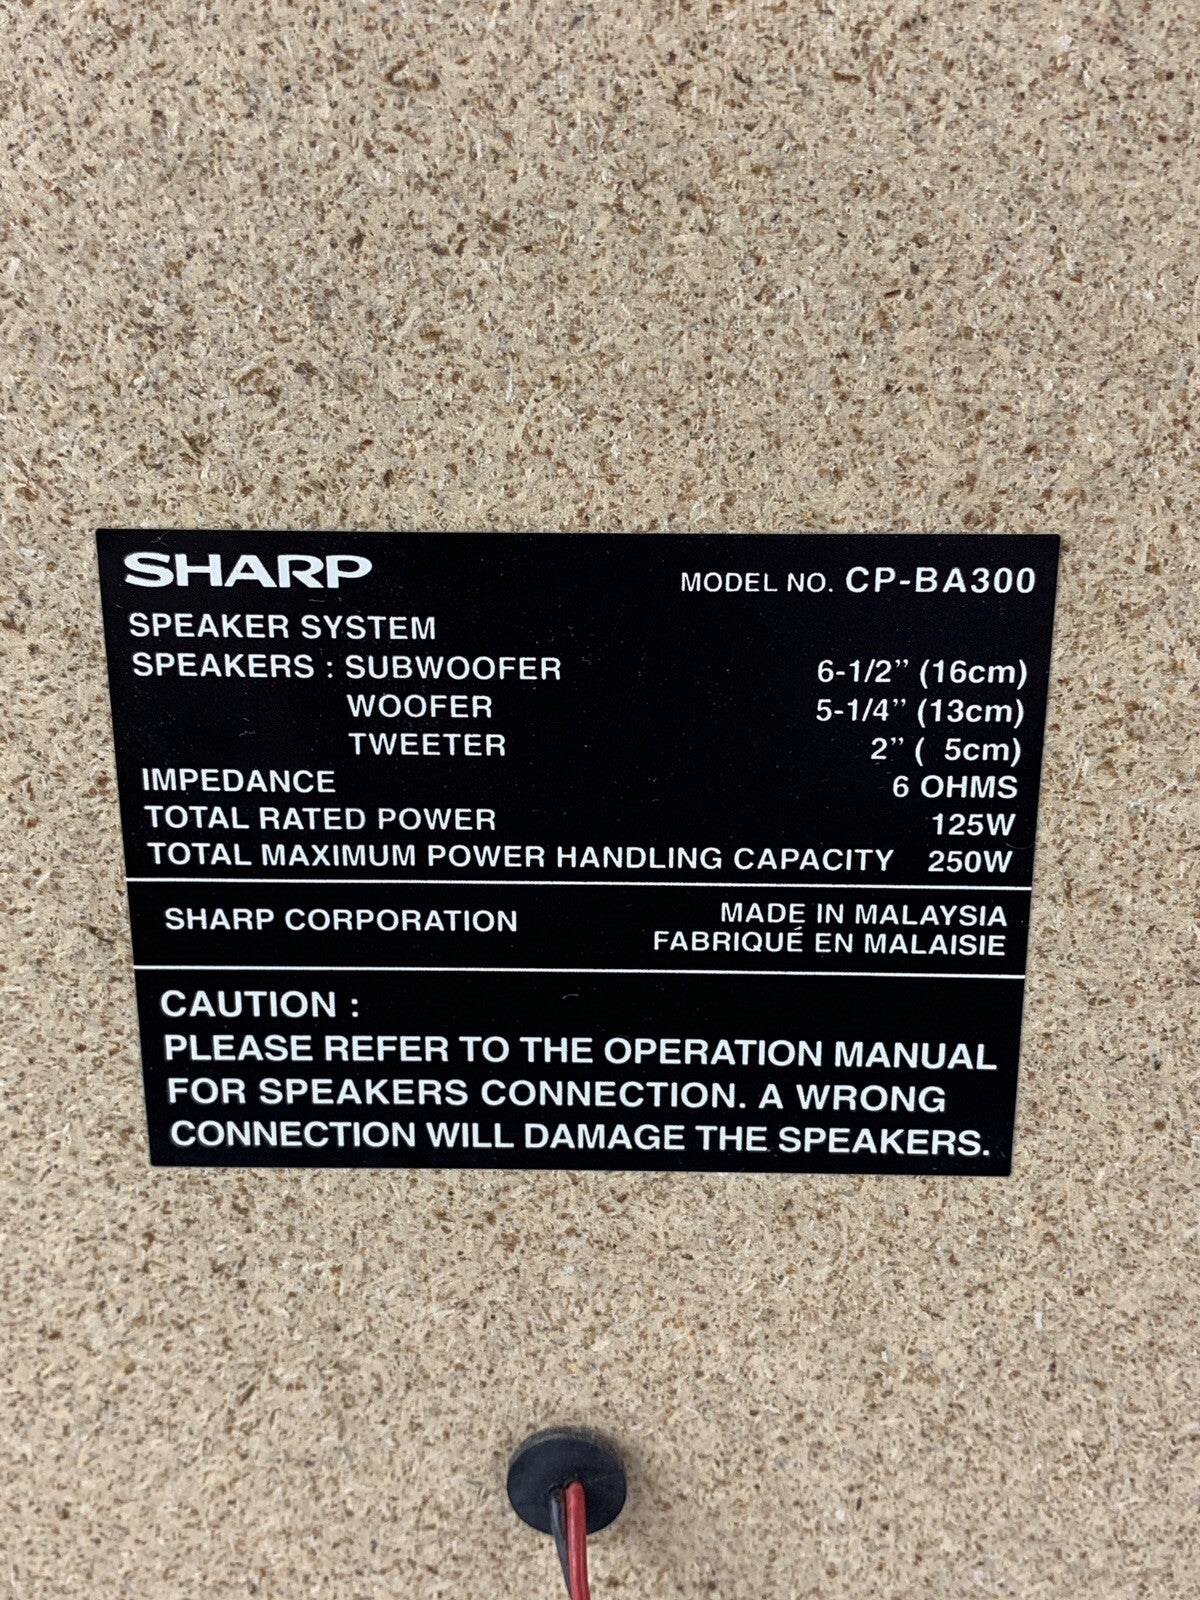 SHARP MODEL NO. CP-BA300
SPEAKER SYSTEM
SPEAKERS : SUBWOOFER 6-1/2” (16cm)
WOOFER 5-1/4” (13cm)
TWEETER 2” ( 5cm)
IMPEDANCE 6 OHMS
TOTAL RATED POWER 125W
TOTAL MAXIMUM POWER HANDLING CAPACITY 250W
SHARP CORPORATION MADE IN MALAYSIA
FABRIQUÉ EN MALAISIE
CAUTION :
PLEASE REFER TO THE OPERATION MANUAL
FOR SPEAKERS CONNECTION. A WRONG
CONNECTION WILL DAMAGE THE SPEAKERS.